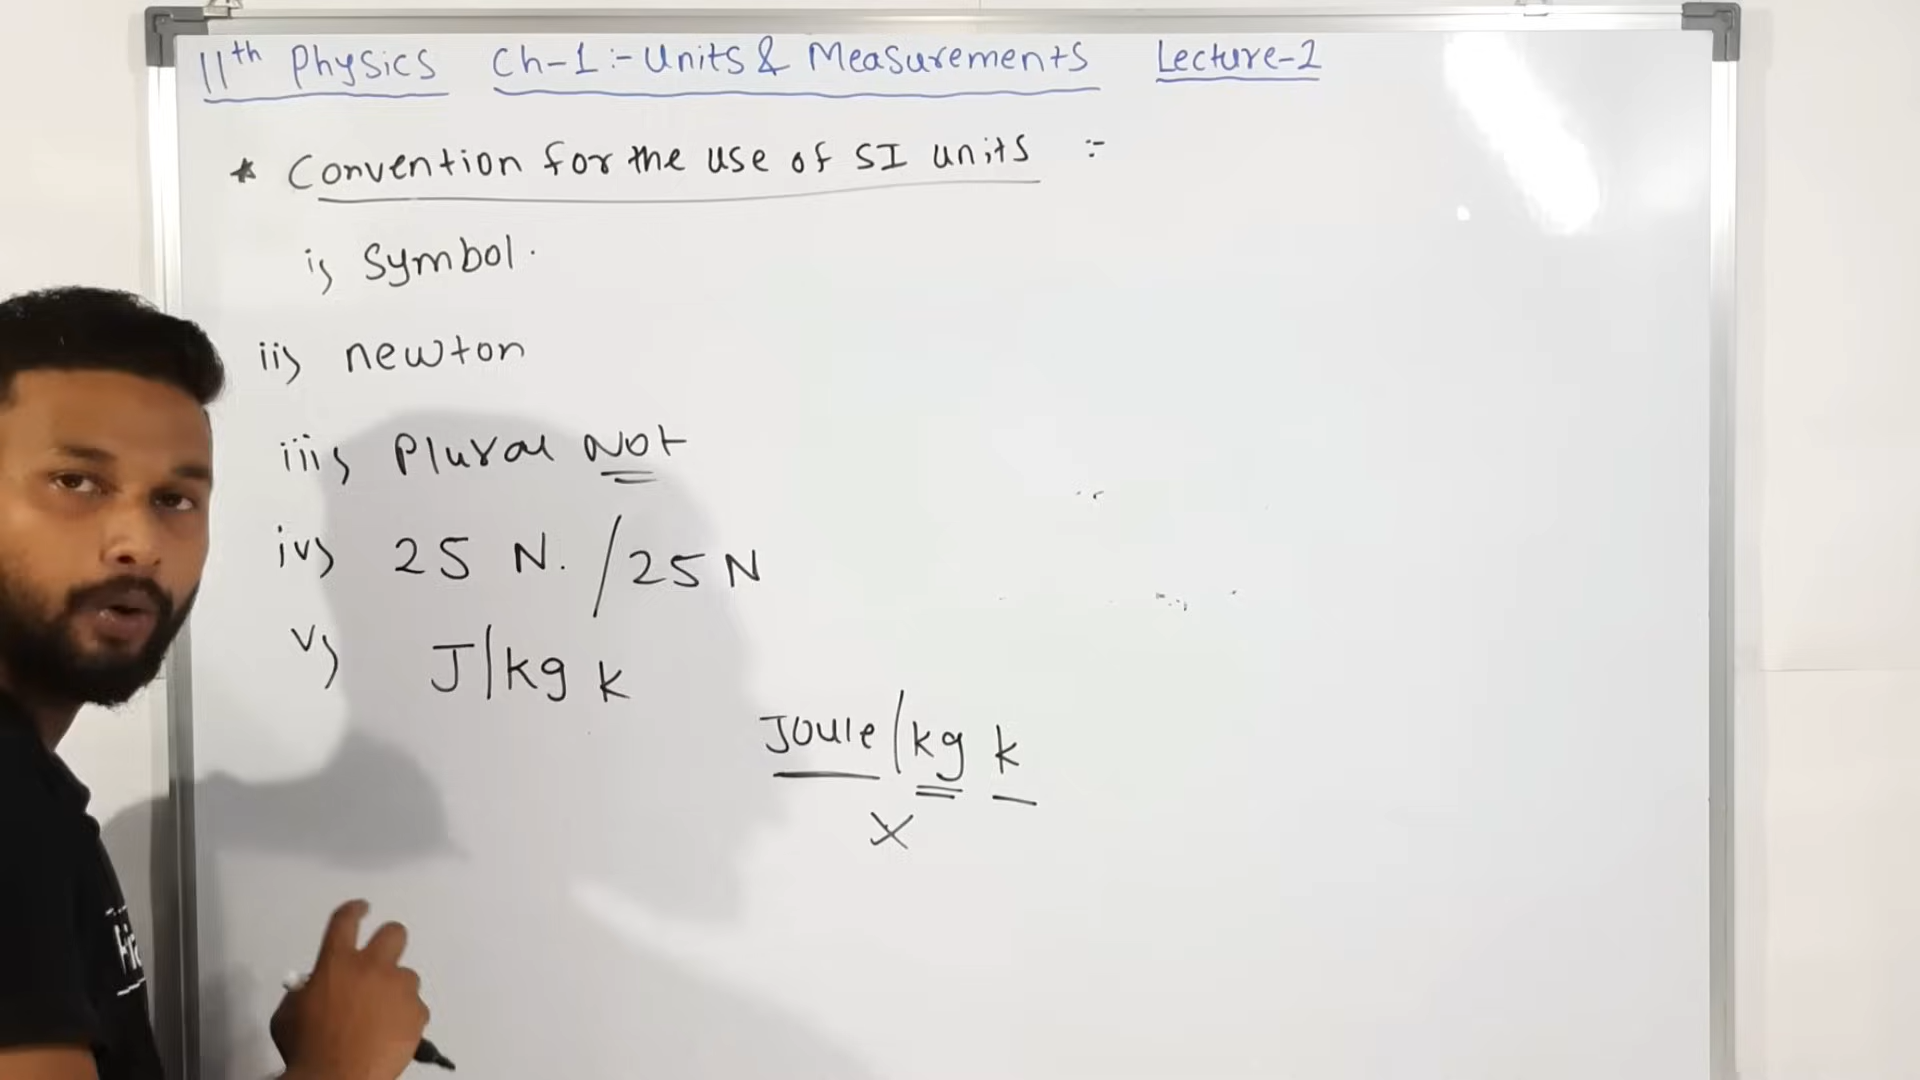 11th Physics Ch-1:- Units & Measurements Lecture-2
* Convention for the use of SI units :-
i) Symbol.
ii) newton
iii) Plural Not
iv) 25 N. / 25 N
v) J/kg k
Joule/kg k
X